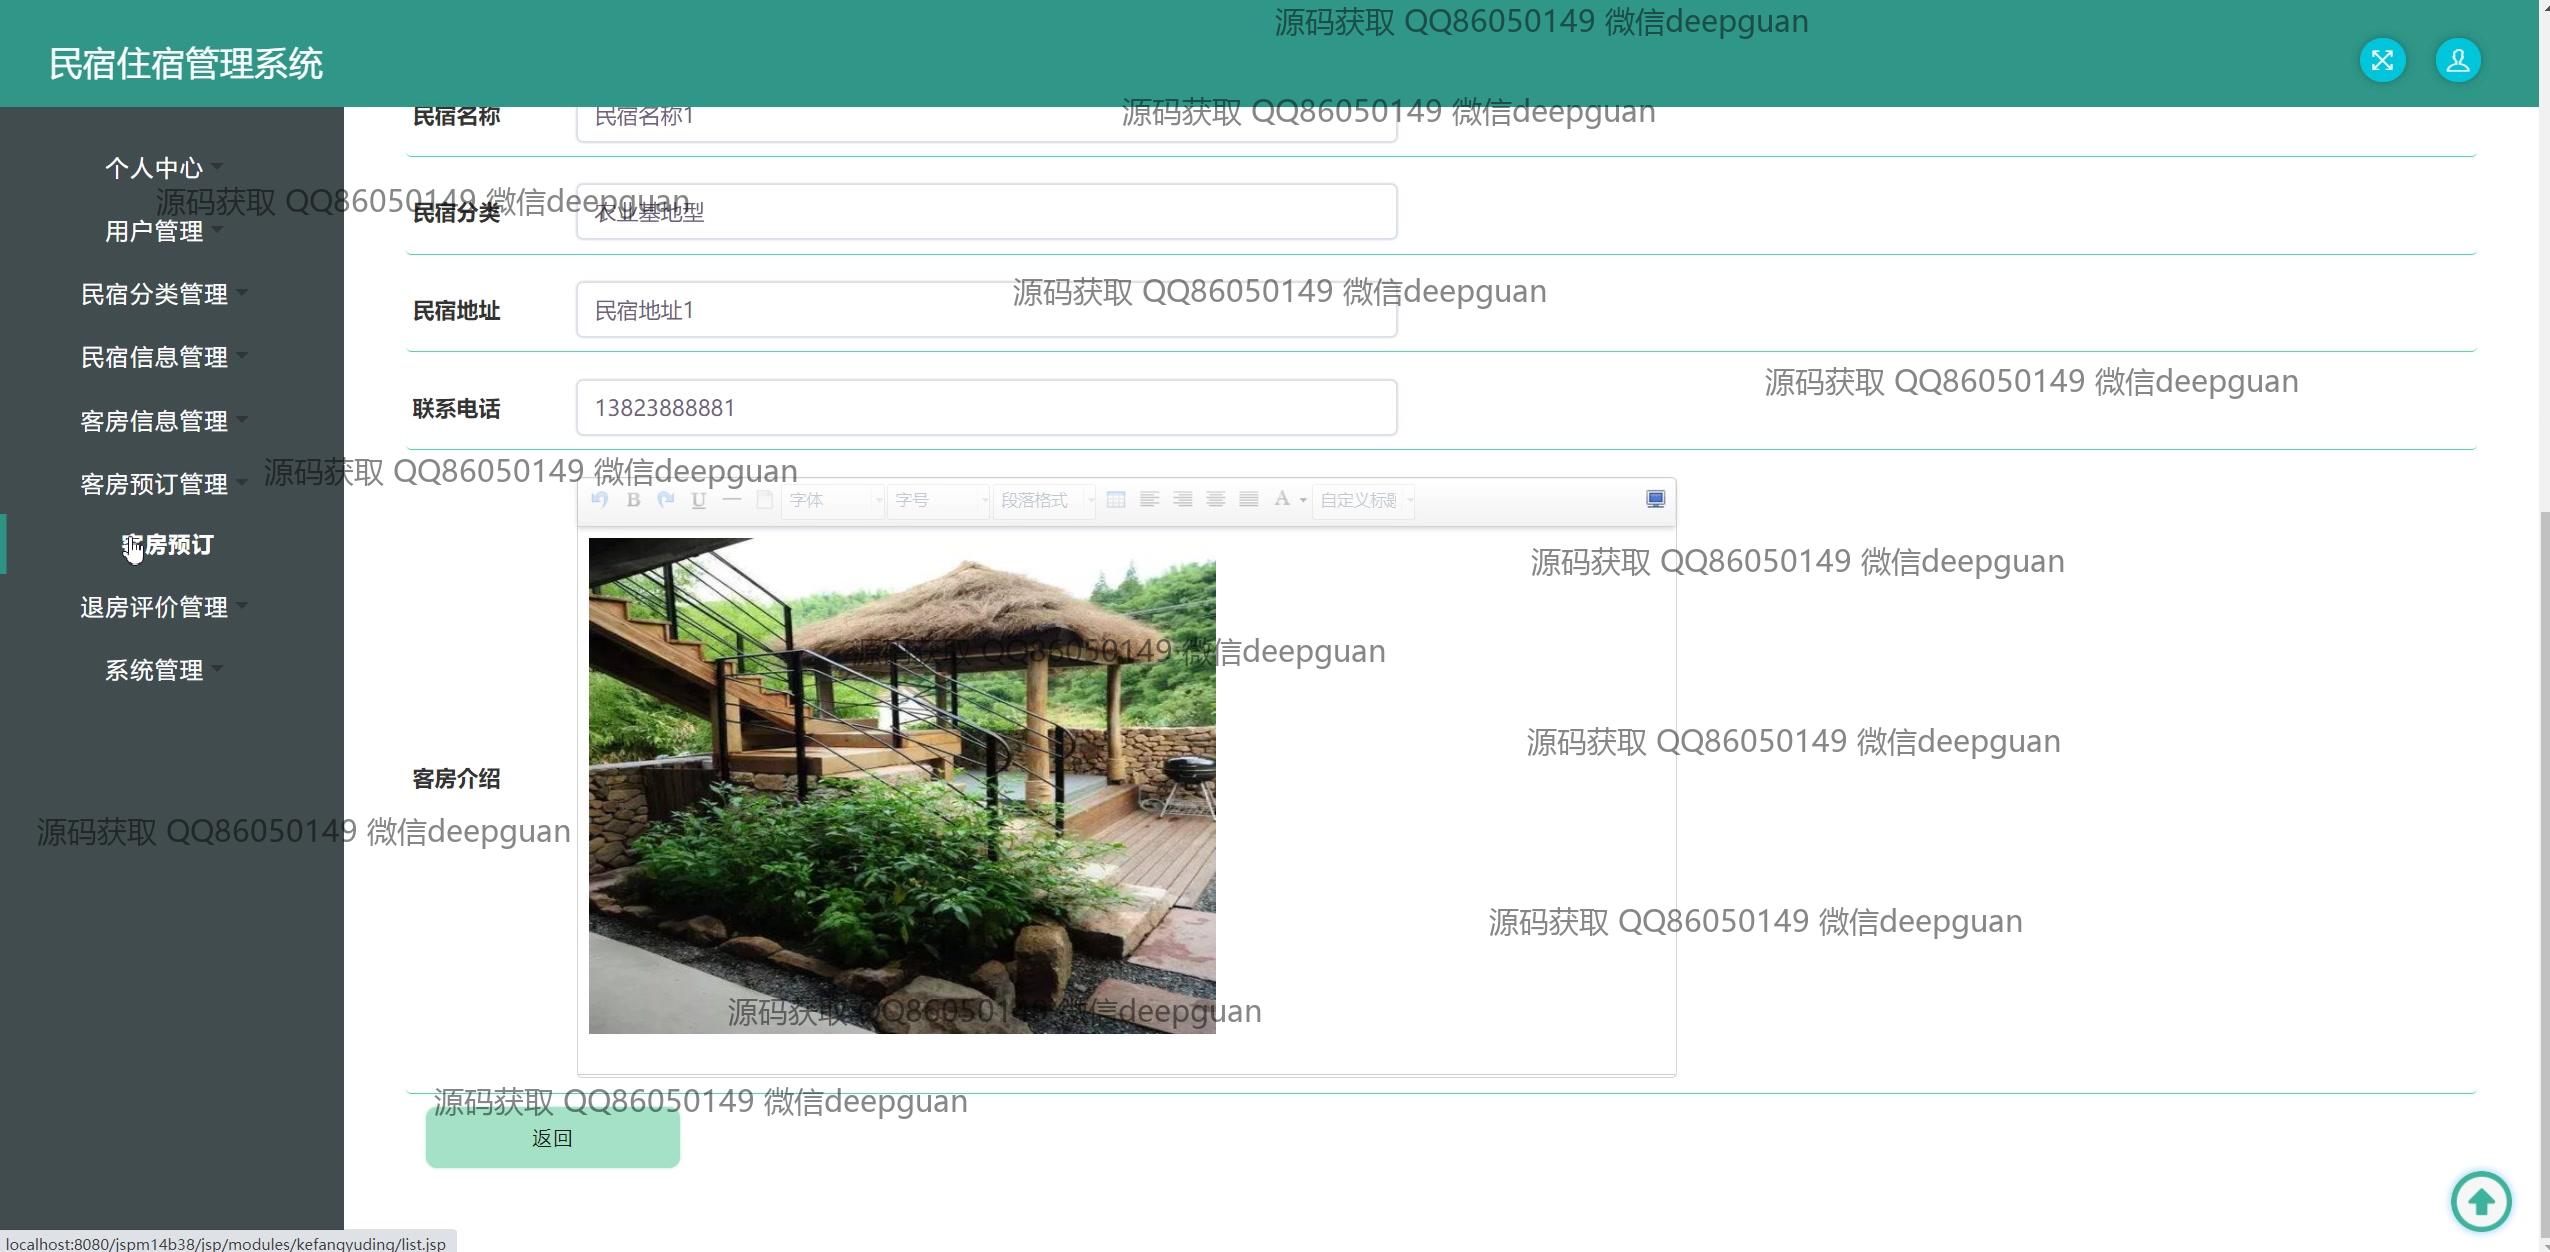 源码获取 QQ86050149 微信deepguan
民宿住宿管理系统
民宿名称
民宿名称1
源码获取 QQ86050149 微信deepguan
个人中心
源码获取 QQ86050149 微信deepguan
民宿分类
农业基地型
用户管理
民宿分类管理
源码获取 QQ86050149 微信deepguan
民宿地址
民宿地址1
民宿信息管理
源码获取 QQ86050149 微信deepguan
联系电话
13823888881
客房信息管理
源码获取 QQ86050149 微信deepguan
客房预订管理
B U 字体 字号 段落格式 A 自定义标题
客房预订
源码获取 QQ86050149 微信deepguan
退房评价管理
源码获取 QQ86050149 微信deepguan
系统管理
源码获取 QQ86050149 微信deepguan
客房介绍
源码获取 QQ86050149 微信deepguan
源码获取 QQ86050149 微信deepguan
源码获取 QQ86050149 微信deepguan
源码获取 QQ86050149 微信deepguan
返回
localhost:8080/jspm14b38/jsp/modules/kefangyuding/list.jsp